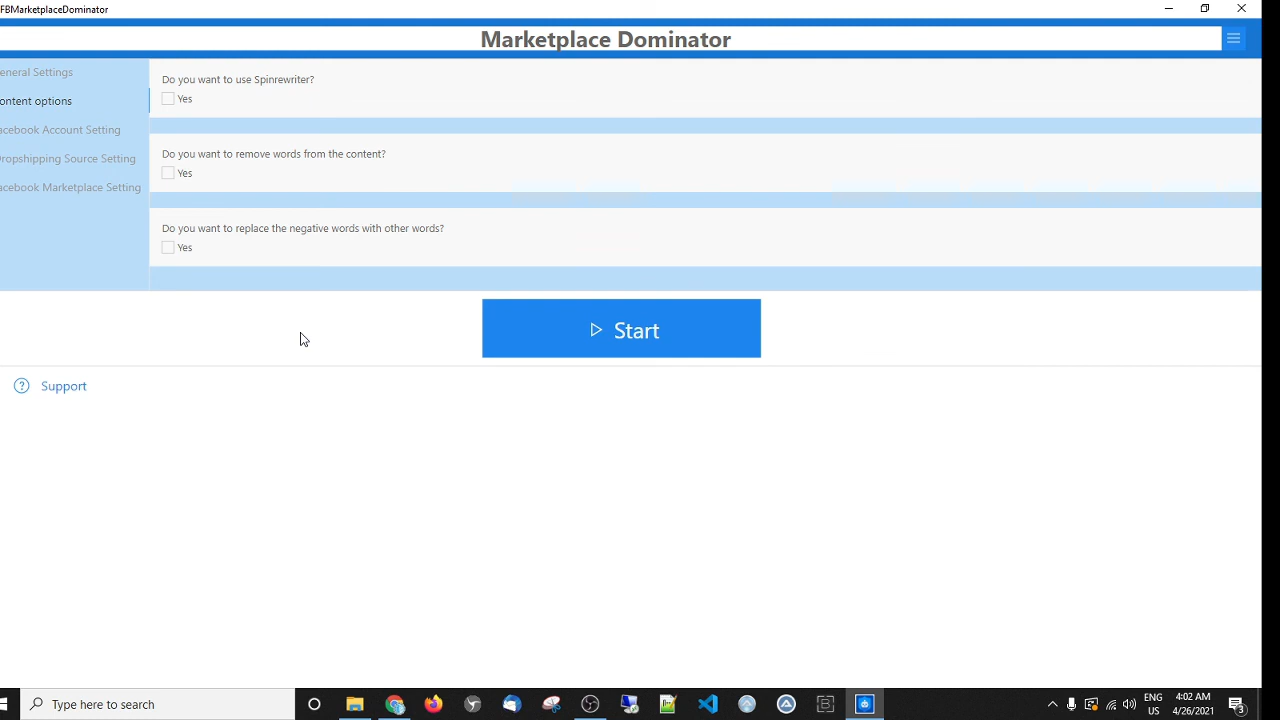 FBMarketplaceDominator
Marketplace Dominator
eneral Settings
ontent options
acebook Account Setting
ropshipping Source Setting
acebook Marketplace Setting
Do you want to use Spinrewriter?
Yes
Do you want to remove words from the content?
Yes
Do you want to replace the negative words with other words?
Yes
Start
? Support
Type here to search
ENG
US
4:02 AM
4/26/2021
3